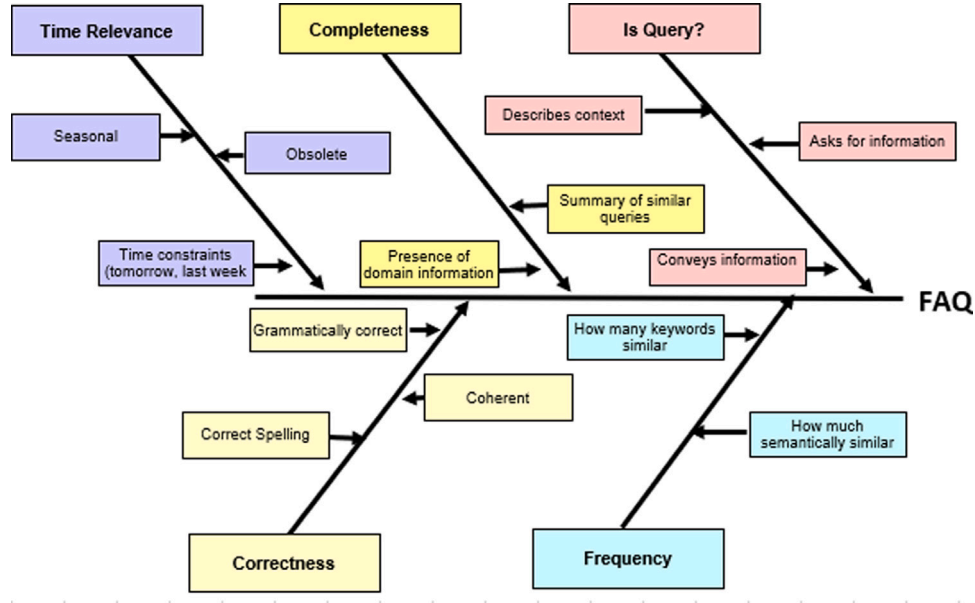 Time Relevance
Completeness
Is Query?
Describes context
Seasonal
Asks for information
Obsolete
Summary of similar
queries
Time constraints
(tomorrow, last week
Presence of
domain information
Conveys information
FAQ
Grammatically correct
How many keywords
similar
Coherent
Correct Spelling
How much
semantically similar
Correctness
Frequency